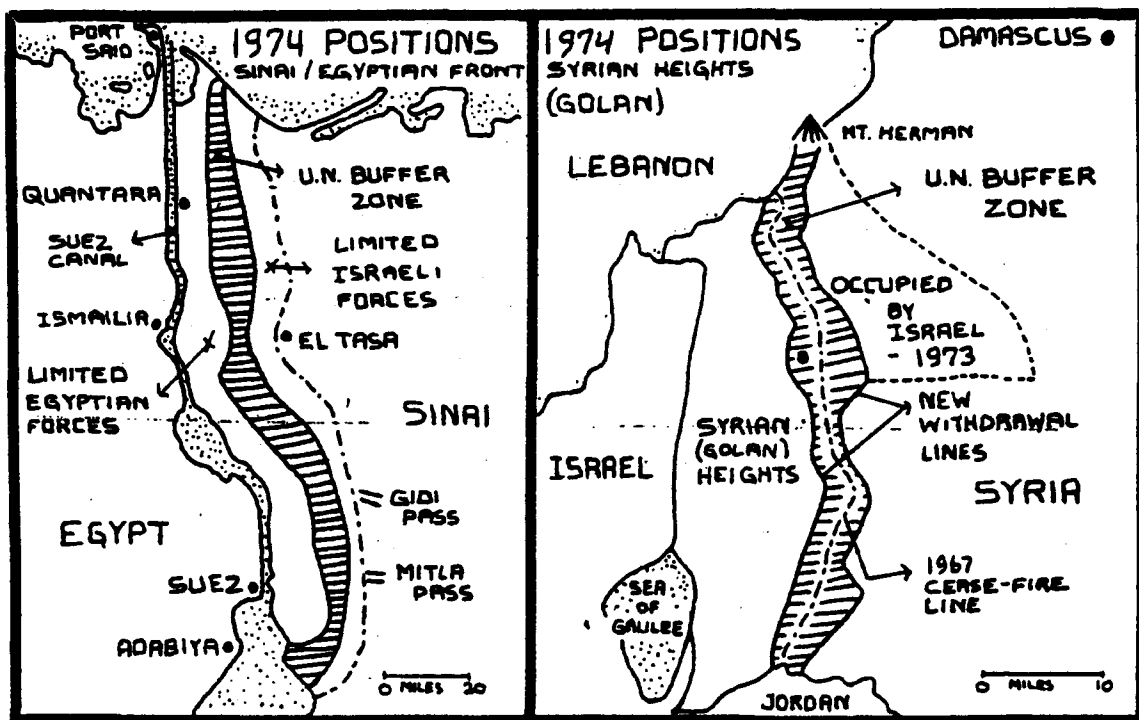 PORT
SAID
1974 POSITIONS
SINAI / EGYPTIAN FRONT
U.N. BUFFER
ZONE
QUANTARA
SUEZ
CANAL
LIMITED
ISRAELI
FORCES
ISMAILIA
EL TASA
LIMITED
EGYPTIAN
FORCES
SINAI
GIDI
PASS
EGYPT
MITLA
PASS
SUEZ
ADABIYA
0 MILES 20
1974 POSITIONS
SYRIAN HEIGHTS
(GOLAN)
DAMASCUS
MT. HERMAN
LEBANON
U.N. BUFFER
ZONE
OCCUPIED
BY
ISRAEL
- 1973
NEW
WITHDRAWAL
LINES
SYRIAN
(GOLAN)
HEIGHTS
ISRAEL
SYRIA
1967
CEASE-FIRE
LINE
SEA
OF
GALILEE
JORDAN
0 MILES 10